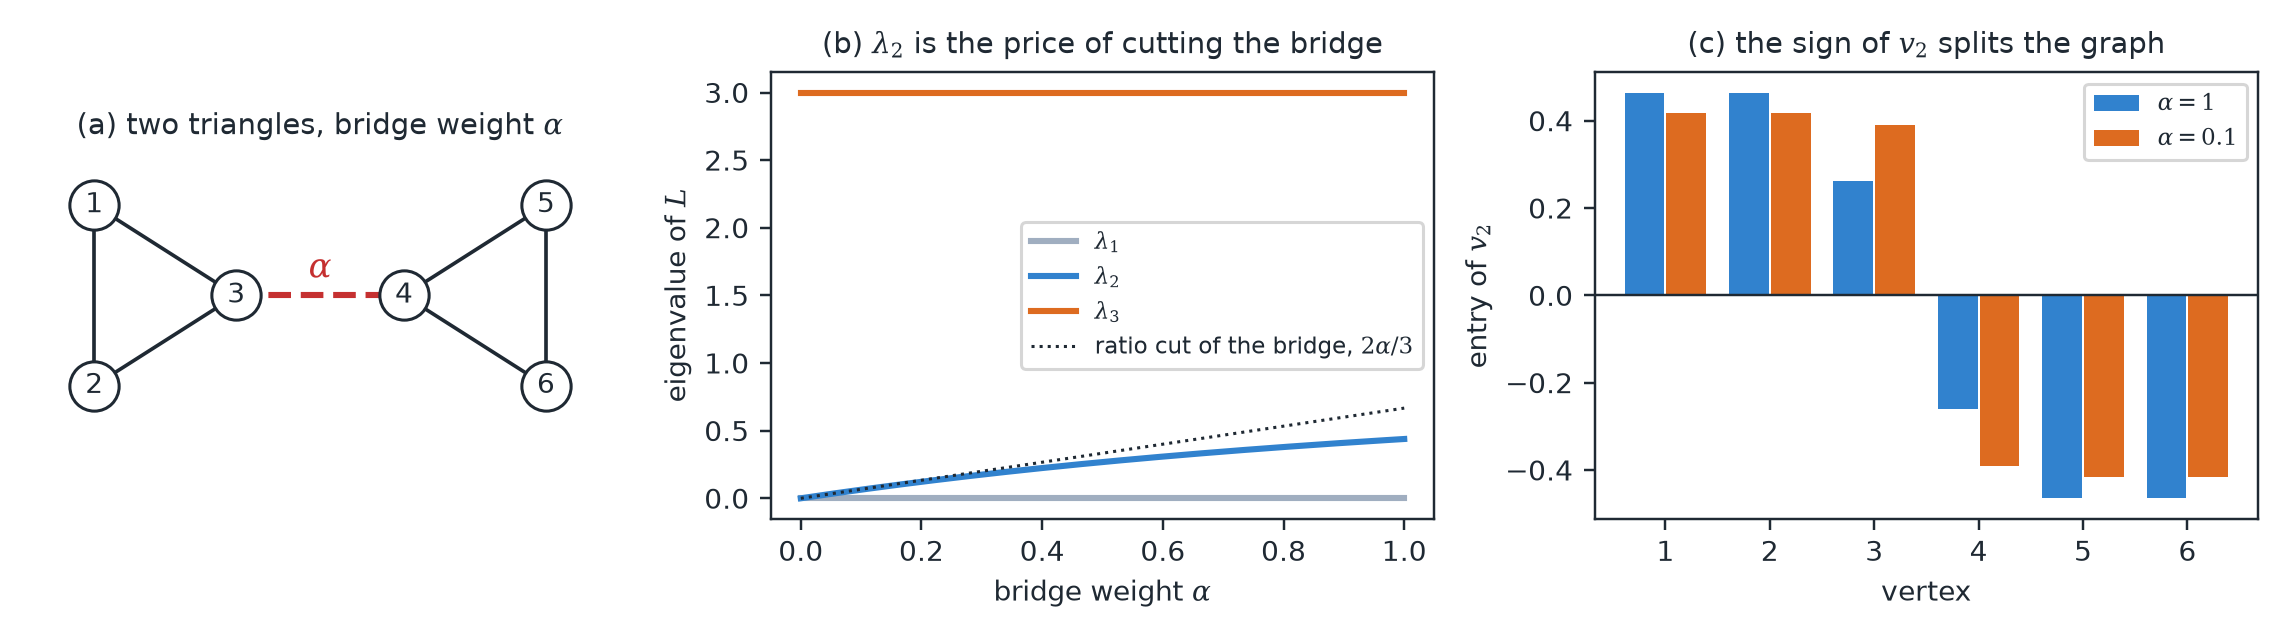 (a) two triangles, bridge weight α
1
5
α
3
4
2
6
(b) λ₂ is the price of cutting the bridge
eigenvalue of L
3.0
2.5
2.0
1.5
1.0
0.5
0.0
λ₁
λ₂
λ₃
ratio cut of the bridge, 2α/3
0.0 0.2 0.4 0.6 0.8 1.0
bridge weight α
(c) the sign of v₂ splits the graph
entry of v₂
0.4
0.2
0.0
−0.2
−0.4
α = 1
α = 0.1
1 2 3 4 5 6
vertex